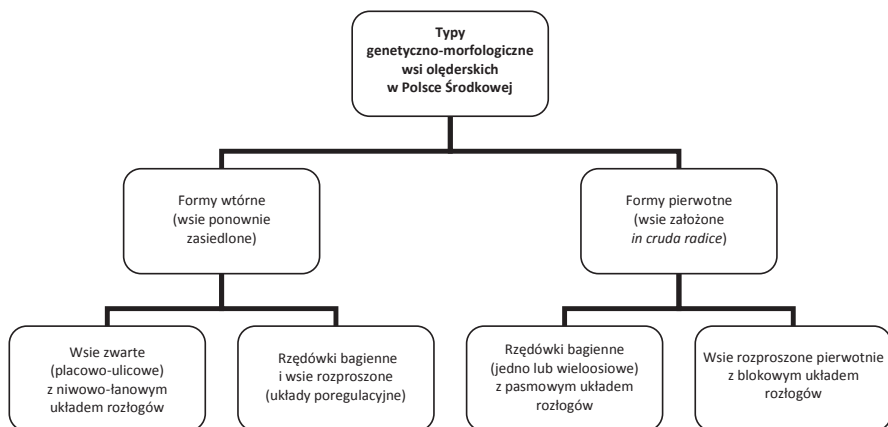 Typy
genetyczno-morfologiczne
wsi olęderskich
w Polsce Środkowej
Formy wtórne
(wsie ponownie
zasiedlone)
Formy pierwotne
(wsie założone
in cruda radice)
Wsie zwarte
(placowo-ulicowe)
z niwowo-łanowym
układem rozłogów
Rzędówki bagienne
i wsie rozproszone
(układy poregulacyjne)
Rzędówki bagienne
(jedno lub wieloosiowe)
z pasmowym układem
rozłogów
Wsie rozproszone pierwotnie
z blokowym układem
rozłogów